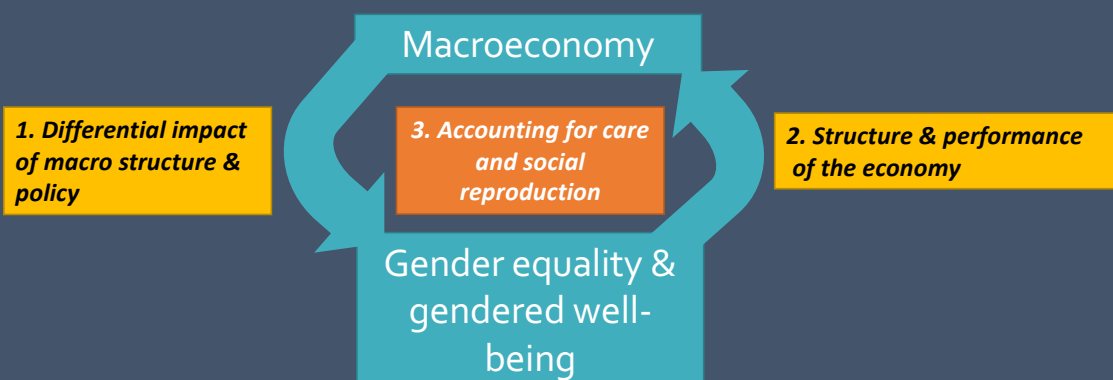 Macroeconomy
1. Differential impact
of macro structure &
policy
3. Accounting for care
and social
reproduction
2. Structure & performance
of the economy
Gender equality &
gendered well-
being